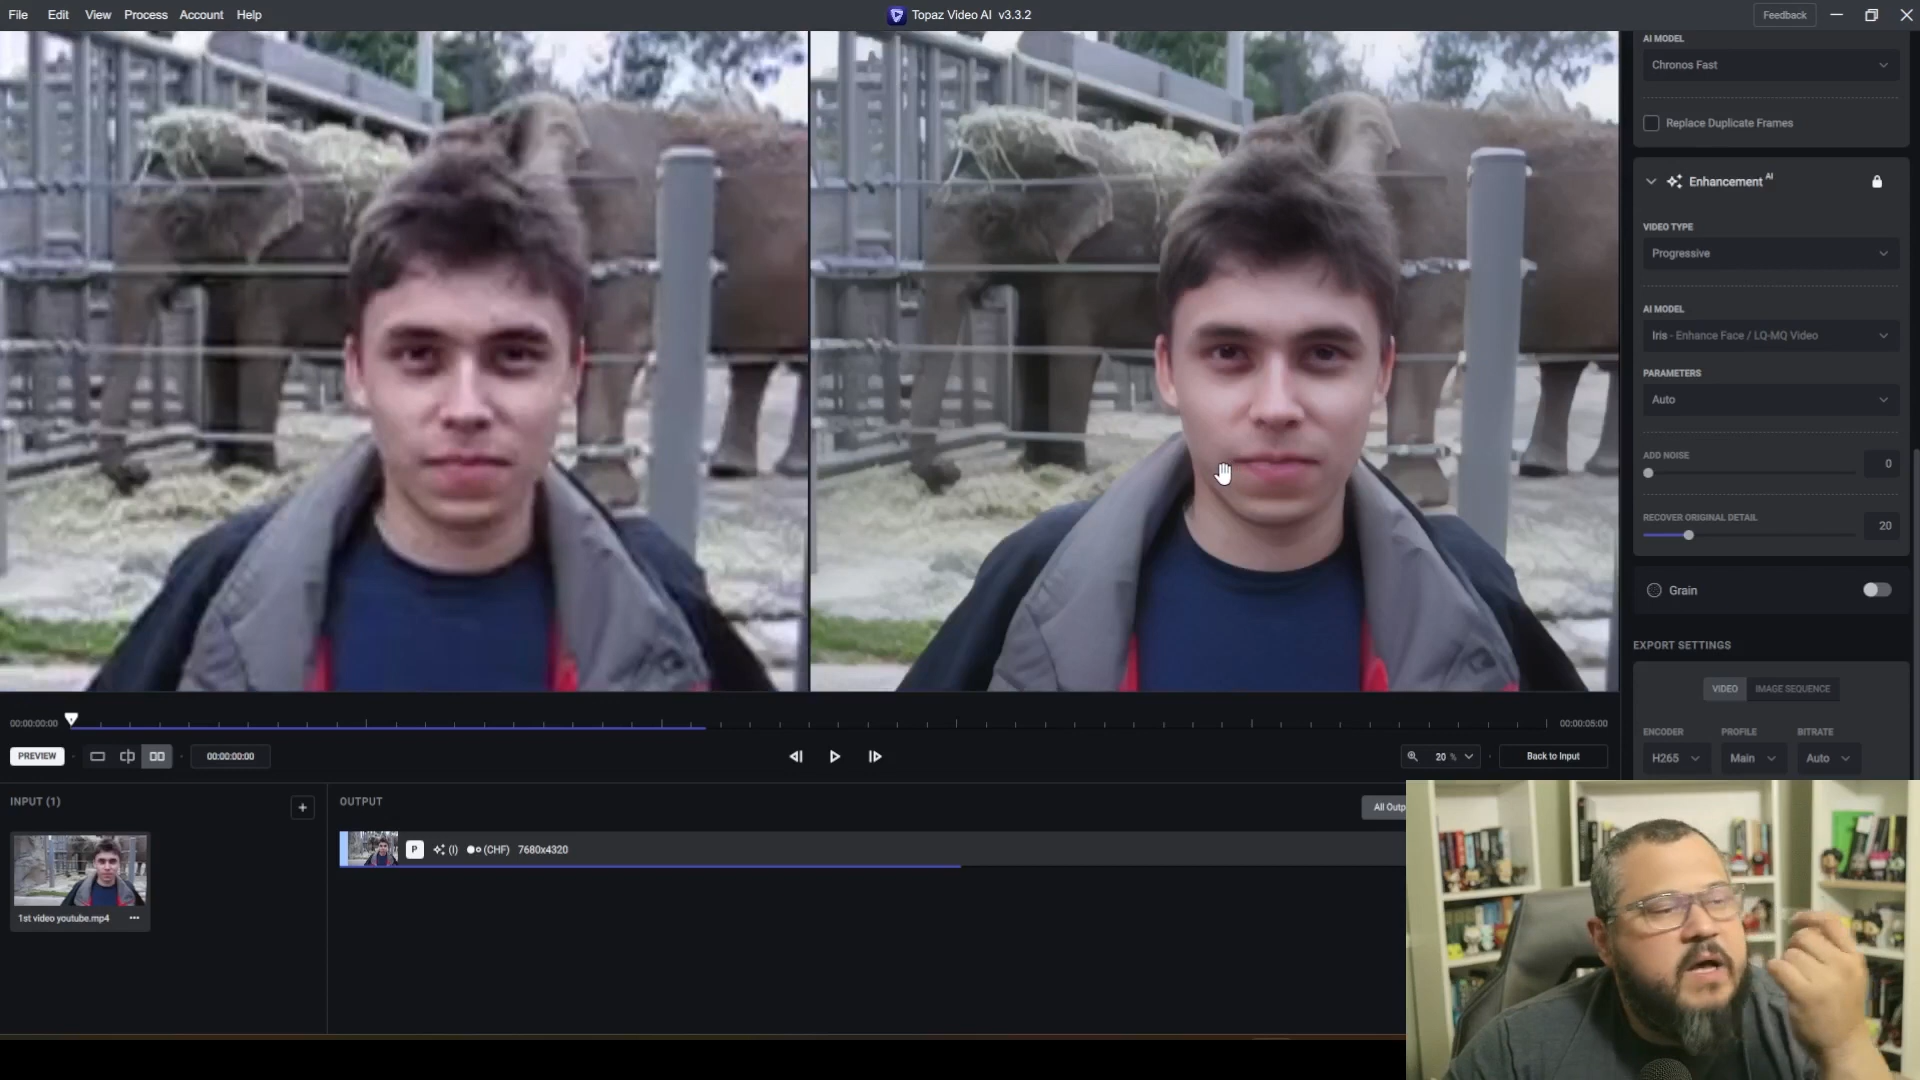 File Edit View Process Account Help
Topaz Video AI v3.3.2
Feedback
AI MODEL
Chronos Fast
Replace Duplicate Frames
Enhancement AI
VIDEO TYPE
Progressive
AI MODEL
Iris - Enhance Face / LQ-MQ Video
PARAMETERS
Auto
ADD NOISE
0
RECOVER ORIGINAL DETAIL
20
Grain
EXPORT SETTINGS
VIDEO IMAGE SEQUENCE
ENCODER PROFILE BITRATE
H265 Main Auto
00:00:00:00
00:00:05:00
PREVIEW
00:00:00:00
20 %
Back to Input
INPUT (1)
+
OUTPUT
All Outp
P (I) (CHF) 7680x4320
1st video youtube.mp4